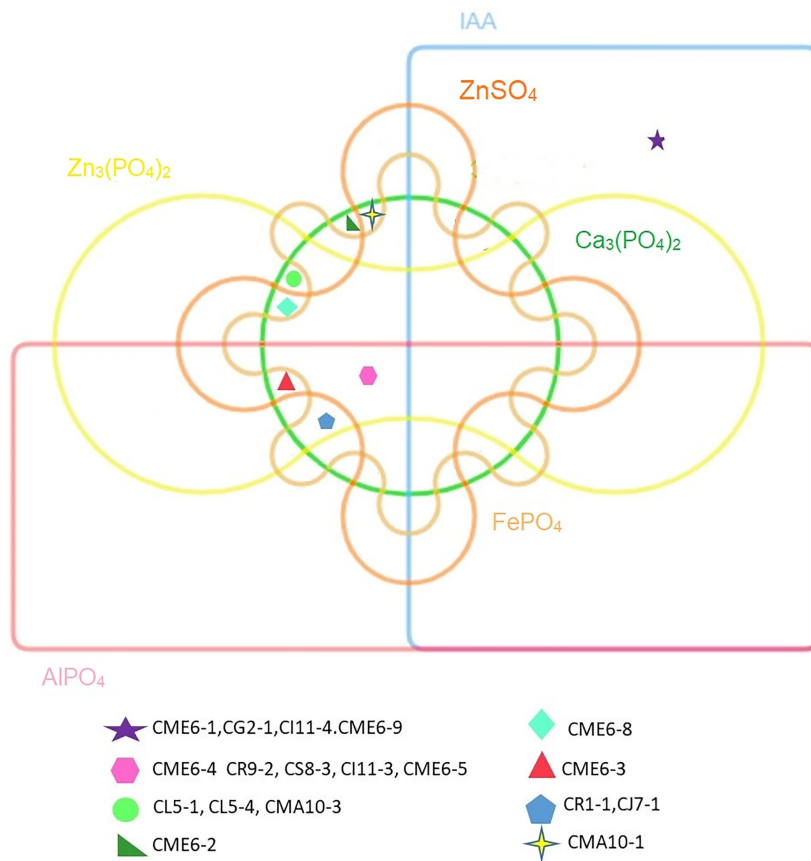 IAA
ZnSO₄
Zn₃(PO₄)₂
Ca₃(PO₄)₂
FePO₄
AlPO₄
CME6-1,CG2-1,CI11-4.CME6-9
CME6-8
CME6-4 CR9-2, CS8-3, CI11-3, CME6-5
CME6-3
CL5-1, CL5-4, CMA10-3
CR1-1,CJ7-1
CME6-2
CMA10-1